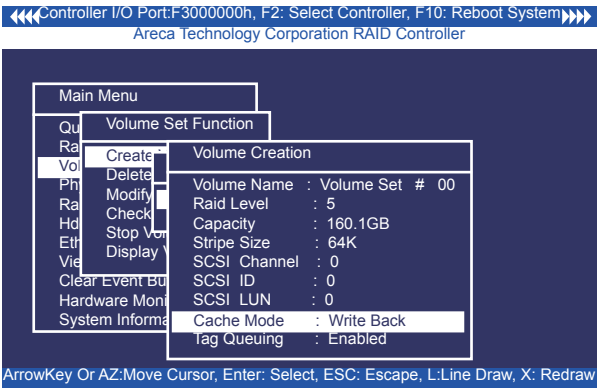 Controller I/O Port:F3000000h, F2: Select Controller, F10: Reboot System
Areca Technology Corporation RAID Controller
Main Menu
Volume Set Function
Volume Creation
Create
Delete
Modify
Check
Stop
Display
Clear Event
Hardware
System
Volume Name : Volume Set # 00
Raid Level : 5
Capacity : 160.1GB
Stripe Size : 64K
SCSI Channel : 0
SCSI ID : 0
SCSI LUN : 0
Cache Mode : Write Back
Tag Queuing : Enabled
ArrowKey Or AZ:Move Cursor, Enter: Select, ESC: Escape, L:Line Draw, X: Redraw